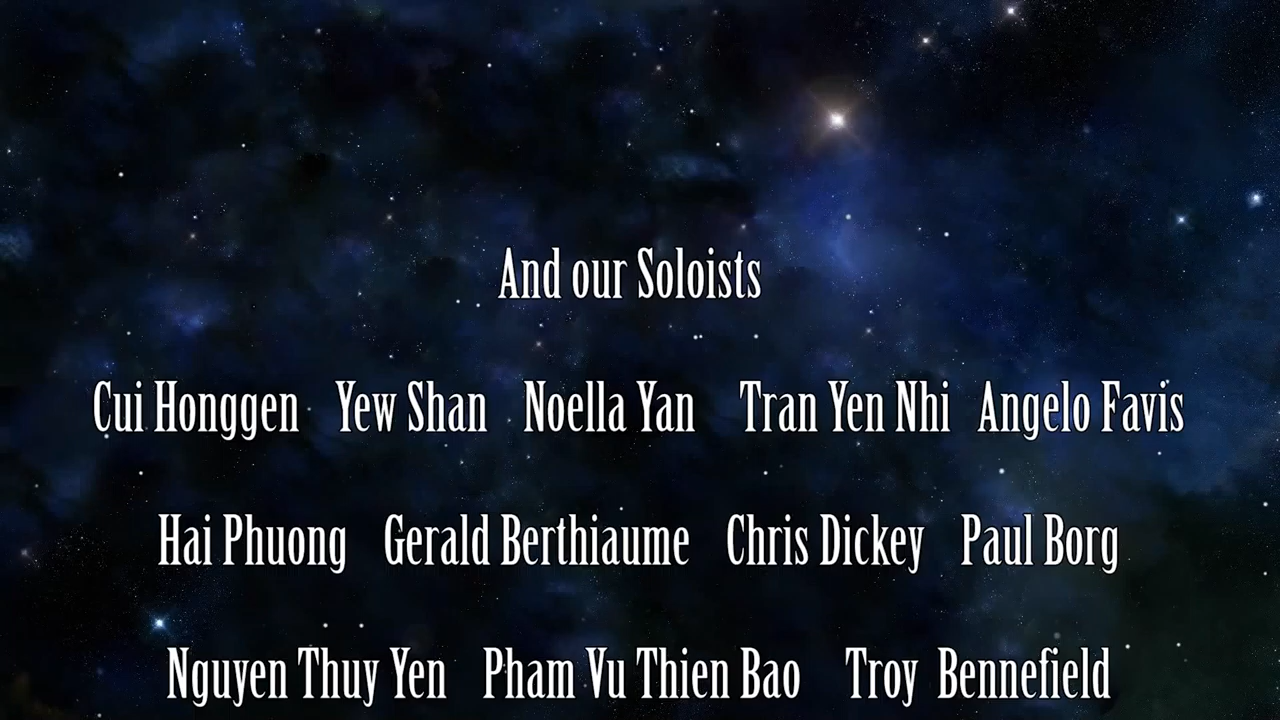 And our Soloists
Cui Honggen Yew Shan Noella Yan Tran Yen Nhi Angelo Favis
Hai Phuong Gerald Berthiaume Chris Dickey Paul Borg
Nguyen Thuy Yen Pham Vu Thien Bao Troy Bennefield